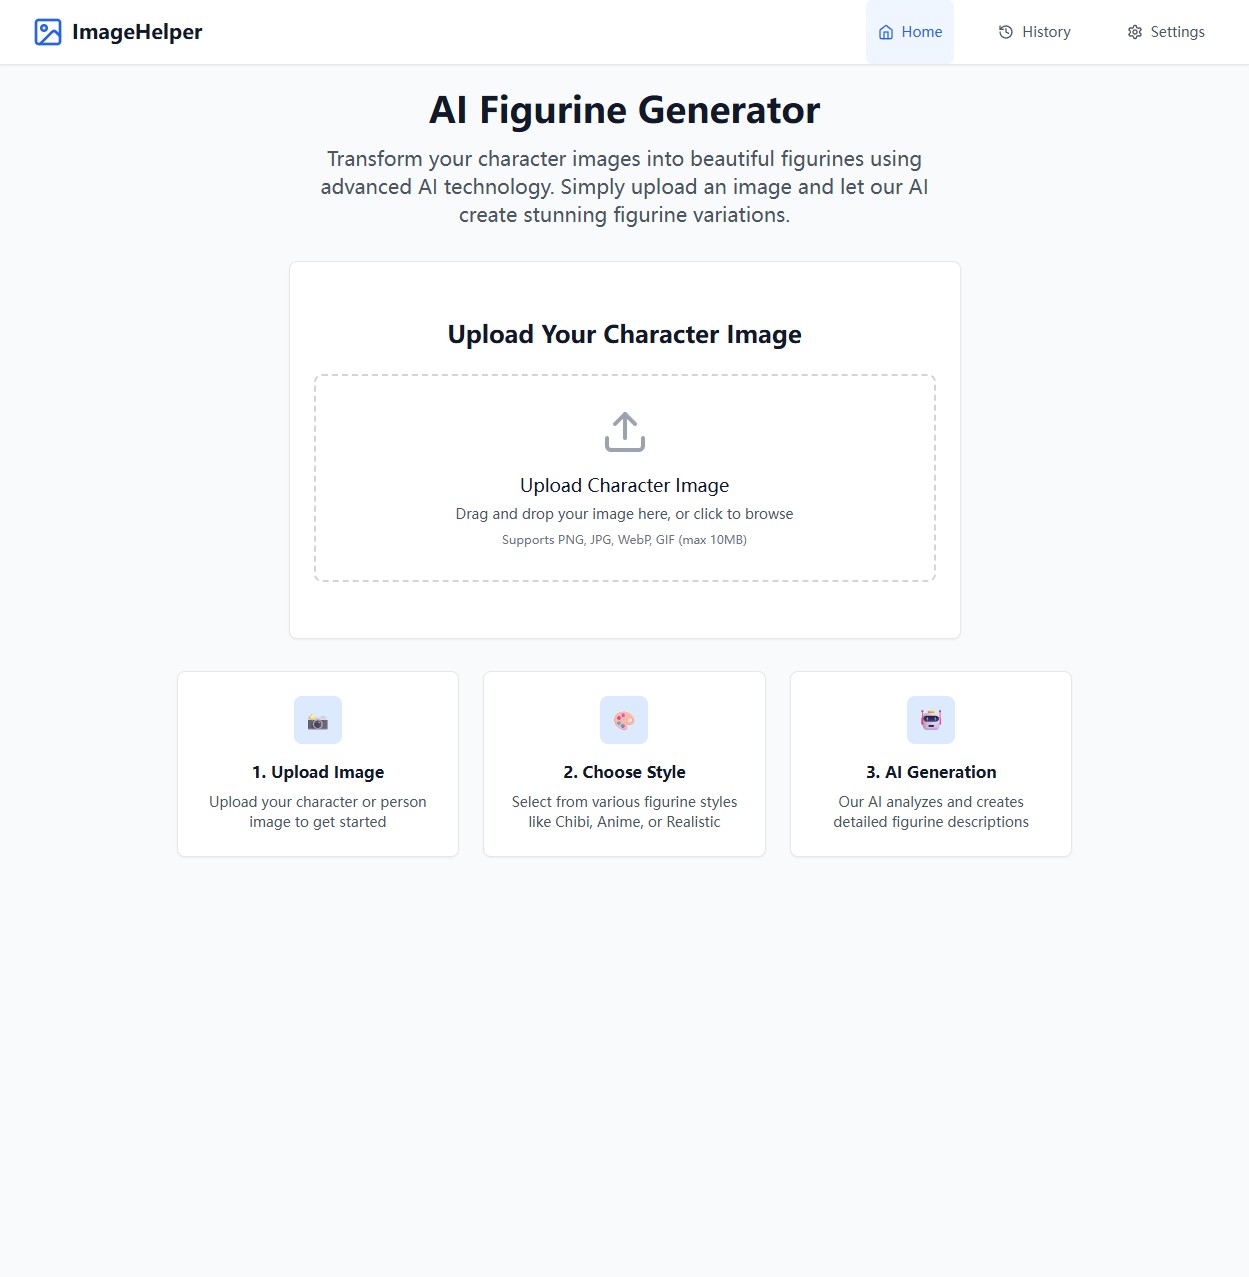 ImageHelper
Home
History
Settings
AI Figurine Generator
Transform your character images into beautiful figurines using
advanced AI technology. Simply upload an image and let our AI
create stunning figurine variations.
Upload Your Character Image
Upload Character Image
Drag and drop your image here, or click to browse
Supports PNG, JPG, WebP, GIF (max 10MB)
1. Upload Image
Upload your character or person
image to get started
2. Choose Style
Select from various figurine styles
like Chibi, Anime, or Realistic
3. AI Generation
Our AI analyzes and creates
detailed figurine descriptions